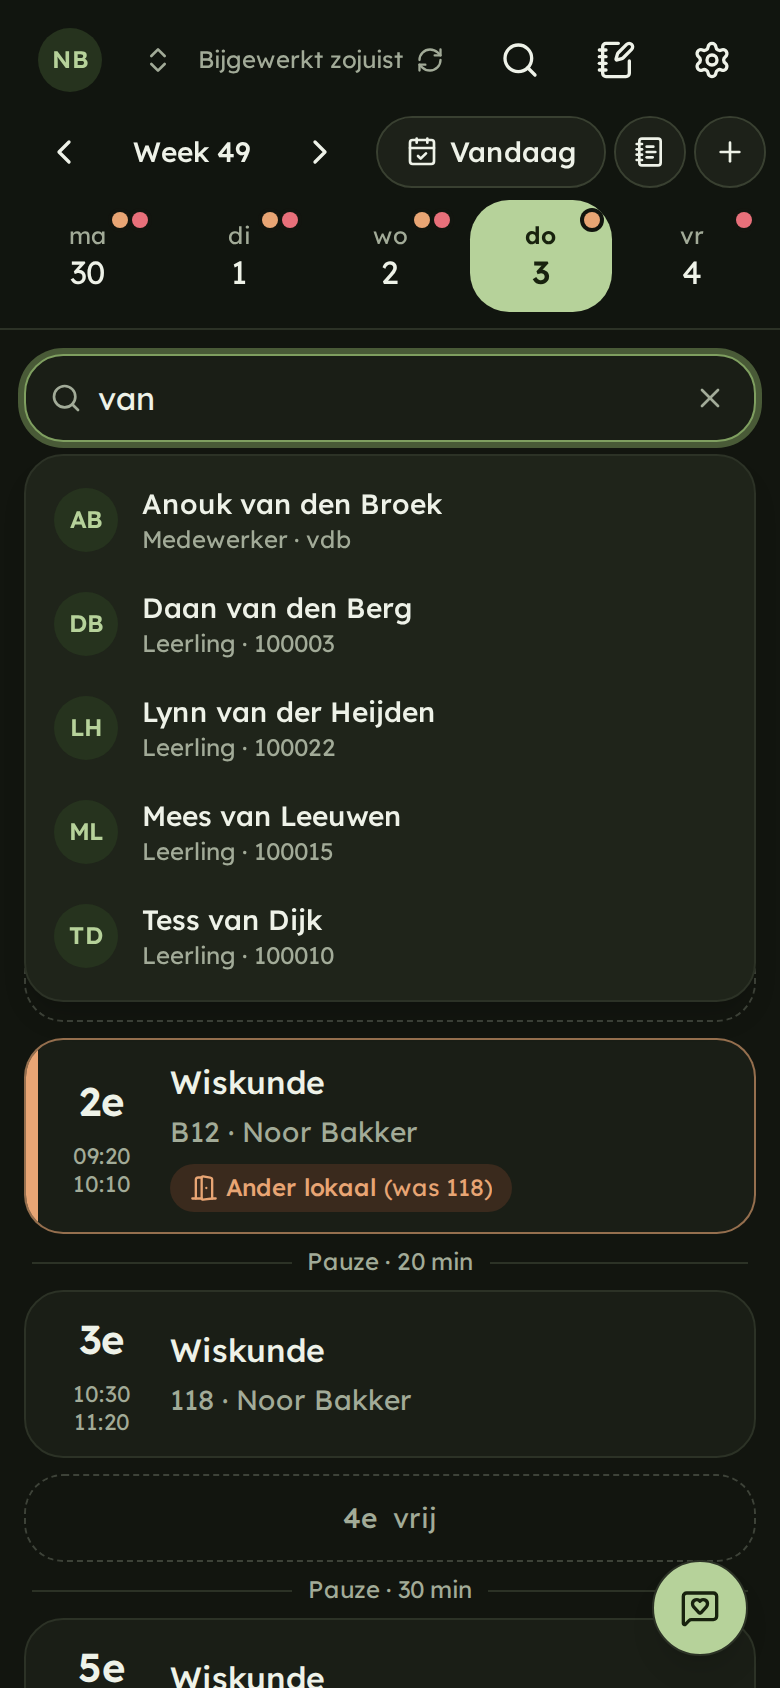 NB
Bijgewerkt zojuist
Week 49
Vandaag
ma
30
di
1
wo
2
do
3
vr
4
van
AB
Anouk van den Broek
Medewerker · vdb
DB
Daan van den Berg
Leerling · 100003
LH
Lynn van der Heijden
Leerling · 100022
ML
Mees van Leeuwen
Leerling · 100015
TD
Tess van Dijk
Leerling · 100010
2e
09:20
10:10
Wiskunde
B12 · Noor Bakker
Ander lokaal (was 118)
Pauze · 20 min
3e
10:30
11:20
Wiskunde
118 · Noor Bakker
4e vrij
Pauze · 30 min
5e
Wiskunde